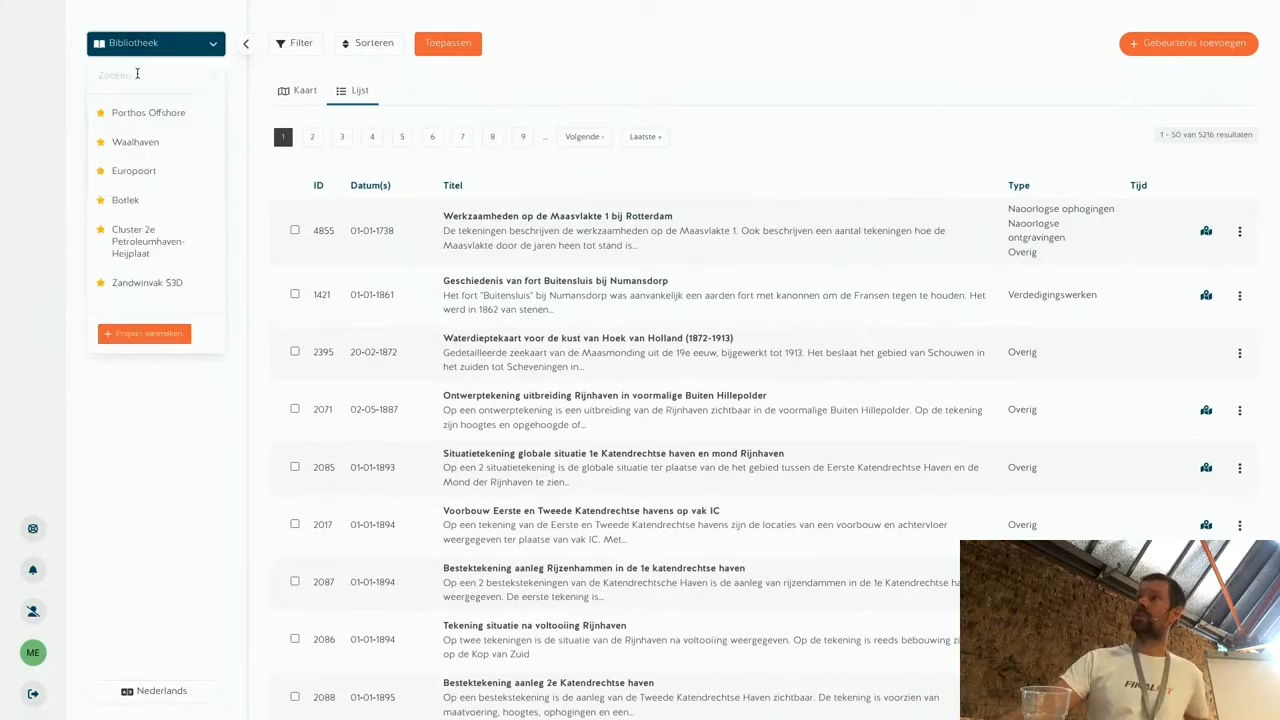 Bibliotheek
Filter
Sorteren
Toepassen
+ Gebeurtenis toevoegen
Zoeken
Porthos Offshore
Waalhaven
Europoort
Botlek
Cluster 2e
Petroleumhaven-
Heijplaat
Zandwinvak S3D
+ Project aanmaken
Kaart
Lijst
1 2 3 4 5 6 7 8 9 ... Volgende › Laatste »
1 - 50 van 5216 resultaten
ID Datum(s) Titel Type Tijd
4855 01-01-1738 Werkzaamheden op de Maasvlakte 1 bij Rotterdam
De tekeningen beschrijven de werkzaamheden op de Maasvlakte 1. Ook beschrijven een aantal tekeningen hoe de
Maasvlakte door de jaren heen tot stand is...
Naoorlogse ophogingen
Naoorlogse
ontgravingen
Overig
1421 01-01-1861 Geschiedenis van fort Buitensluis bij Numansdorp
Het fort "Buitensluis" bij Numansdorp was aanvankelijk een aarden fort met kanonnen om de Fransen tegen te houden. Het
werd in 1862 van stenen...
Verdedigingswerken
2395 20-02-1872 Waterdieptekaart voor de kust van Hoek van Holland (1872-1913)
Gedetailleerde zeekaart van de Maasmonding uit de 19e eeuw, bijgewerkt tot 1913. Het beslaat het gebied van Schouwen in
het zuiden tot Scheveningen in...
Overig
2071 02-05-1887 Ontwerptekening uitbreiding Rijnhaven in voormalige Buiten Hillepolder
Op een ontwerptekening is een uitbreiding van de Rijnhaven zichtbaar in de voormalige Buiten Hillepolder. Op de tekening
zijn hoogtes en opgehoogde of...
Overig
2085 01-01-1893 Situatietekening globale situatie 1e Katendrechtse haven en mond Rijnhaven
Op een 2 situatietekening is de globale situatie ter plaatse van de het gebied tussen de Eerste Katendrechtse Haven en de
Mond der Rijnhaven te zien...
Overig
2017 01-01-1894 Voorbouw Eerste en Tweede Katendrechtse havens op vak IC
Op een tekening van de Eerste en Tweede Katendrechtse havens zijn de locaties van een voorbouw en achtervloer
weergegeven ter plaatse van vak IC. Met...
Overig
2087 01-01-1894 Bestektekening aanleg Rijzenhammen in de 1e katendrechtse haven
Op een 2 bestekstekeningen van de Katendrechtsche Haven is de aanleg van rijzendammen in de 1e Katendrechtse ha
weergegeven. De eerste tekening is...
2086 01-01-1894 Tekening situatie na voltooiing Rijnhaven
Op twee tekeningen is de situatie van de Rijnhaven na voltooiing weergegeven. Op de tekening is reeds bebouwing zi
op de Kop van Zuid
2088 01-01-1895 Bestektekening aanleg 2e Katendrechtse haven
Op een bestekstekening is de aanleg van de Tweede Katendrechtse Haven zichtbaar. De tekening is voorzien van
maatvoering, hoogtes, ophogingen en een...
ME
Nederlands